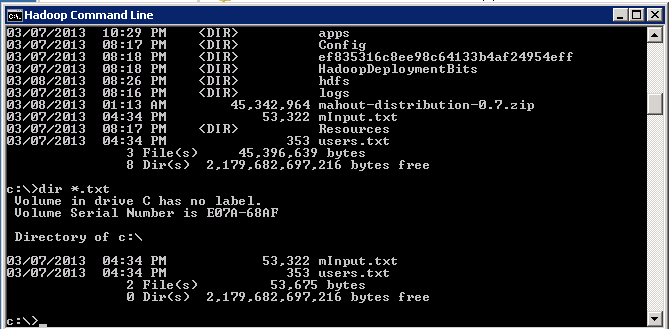 Hadoop Command Line
03/07/2013  10:29 PM    <DIR>          apps
03/07/2013  08:17 PM    <DIR>          Config
03/07/2013  08:18 PM    <DIR>          ef835316c8ee98c64133b4af24954eff
03/07/2013  08:18 PM    <DIR>          HadoopDeploymentBits
03/08/2013  08:26 PM    <DIR>          hdfs
03/07/2013  09:16 PM    <DIR>          logs
03/08/2013  01:13 AM        45,342,964 mahout-distribution-0.7.zip
03/07/2013  04:34 PM            53,322 mInput.txt
03/07/2013  08:17 PM    <DIR>          Resources
03/07/2013  04:34 PM               353 users.txt
               3 File(s)     45,396,639 bytes
               8 Dir(s)  2,179,682,697,216 bytes free
c:\>dir *.txt
 Volume in drive C has no label.
 Volume Serial Number is E07A-68AF
 Directory of c:\
03/07/2013  04:34 PM            53,322 mInput.txt
03/07/2013  04:34 PM               353 users.txt
               2 File(s)         53,675 bytes
               0 Dir(s)  2,179,682,697,216 bytes free
c:\>_